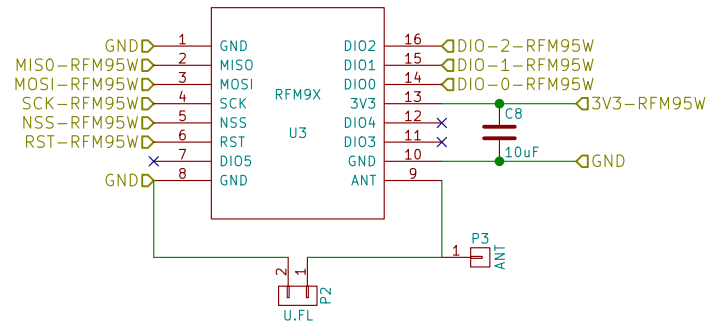 GND 1 GND DIO2 16 DIO-2-RFM95W
MIS0-RFM95W 2 MISO DIO1 15 DIO-1-RFM95W
MOSI-RFM95W 3 MOSI DIO0 14 DIO-0-RFM95W
RFM9X
SCK-RFM95W 4 SCK 3V3 13 3V3-RFM95W
C8
NSS-RFM95W 5 NSS DIO4 12
U3
RST-RFM95W 6 RST DIO3 11
10uF
7 DIO5 GND 10 GND
GND 8 GND ANT 9
P3
1
ANT
2 1
P2
U.FL